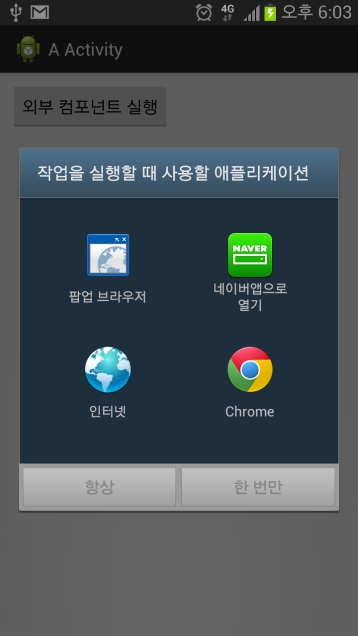 4G
오후 6:03
A Activity
외부 컴포넌트 실행
작업을 실행할 때 사용할 애플리케이션
NAVER
팝업 브라우저
네이버앱으로
열기
인터넷
Chrome
항상
한 번만